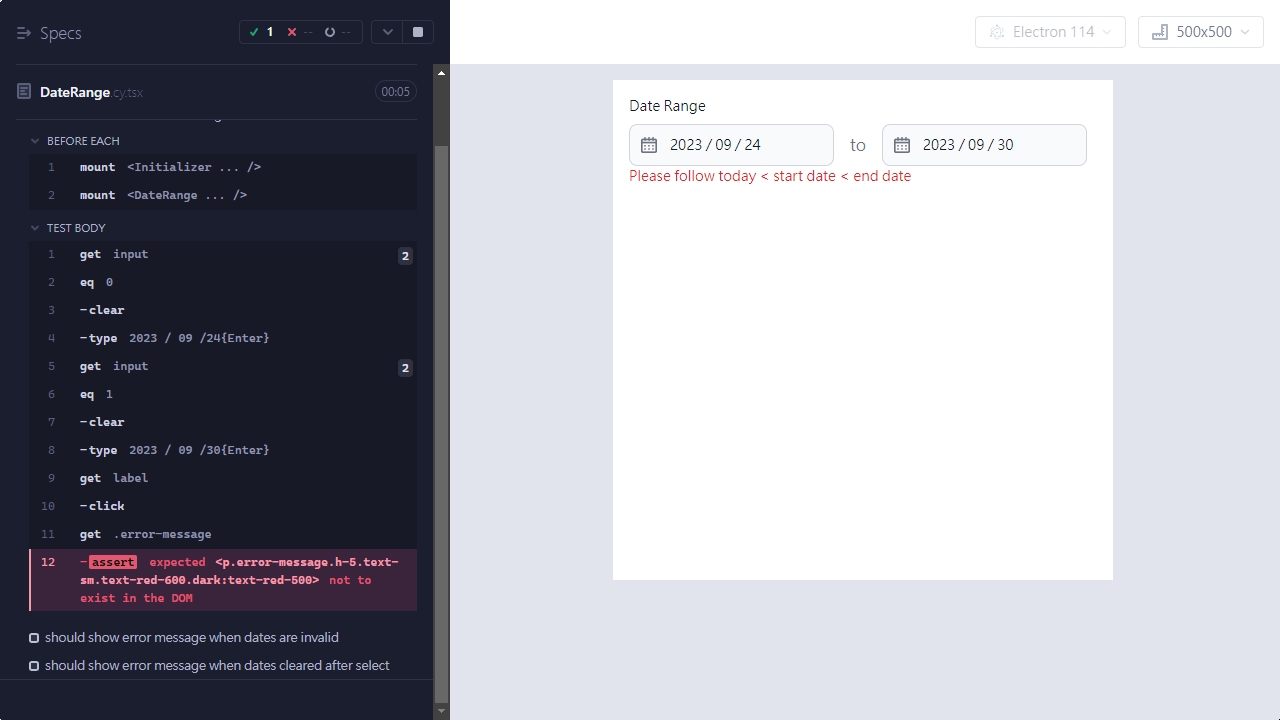 Specs
1
--
--
Electron 114
500x500
DateRange.cy.tsx
00:05
BEFORE EACH
1 mount <Initializer ... />
2 mount <DateRange ... />
TEST BODY
1 get input 2
2 eq 0
3 -clear
4 -type 2023 / 09 /24{Enter}
5 get input 2
6 eq 1
7 -clear
8 -type 2023 / 09 /30{Enter}
9 get label
10 -click
11 get .error-message
12 -assert expected <p.error-message.h-5.text-
sm.text-red-600.dark:text-red-500> not to
exist in the DOM
should show error message when dates are invalid
should show error message when dates cleared after select
Date Range
2023 / 09 / 24 to 2023 / 09 / 30
Please follow today < start date < end date